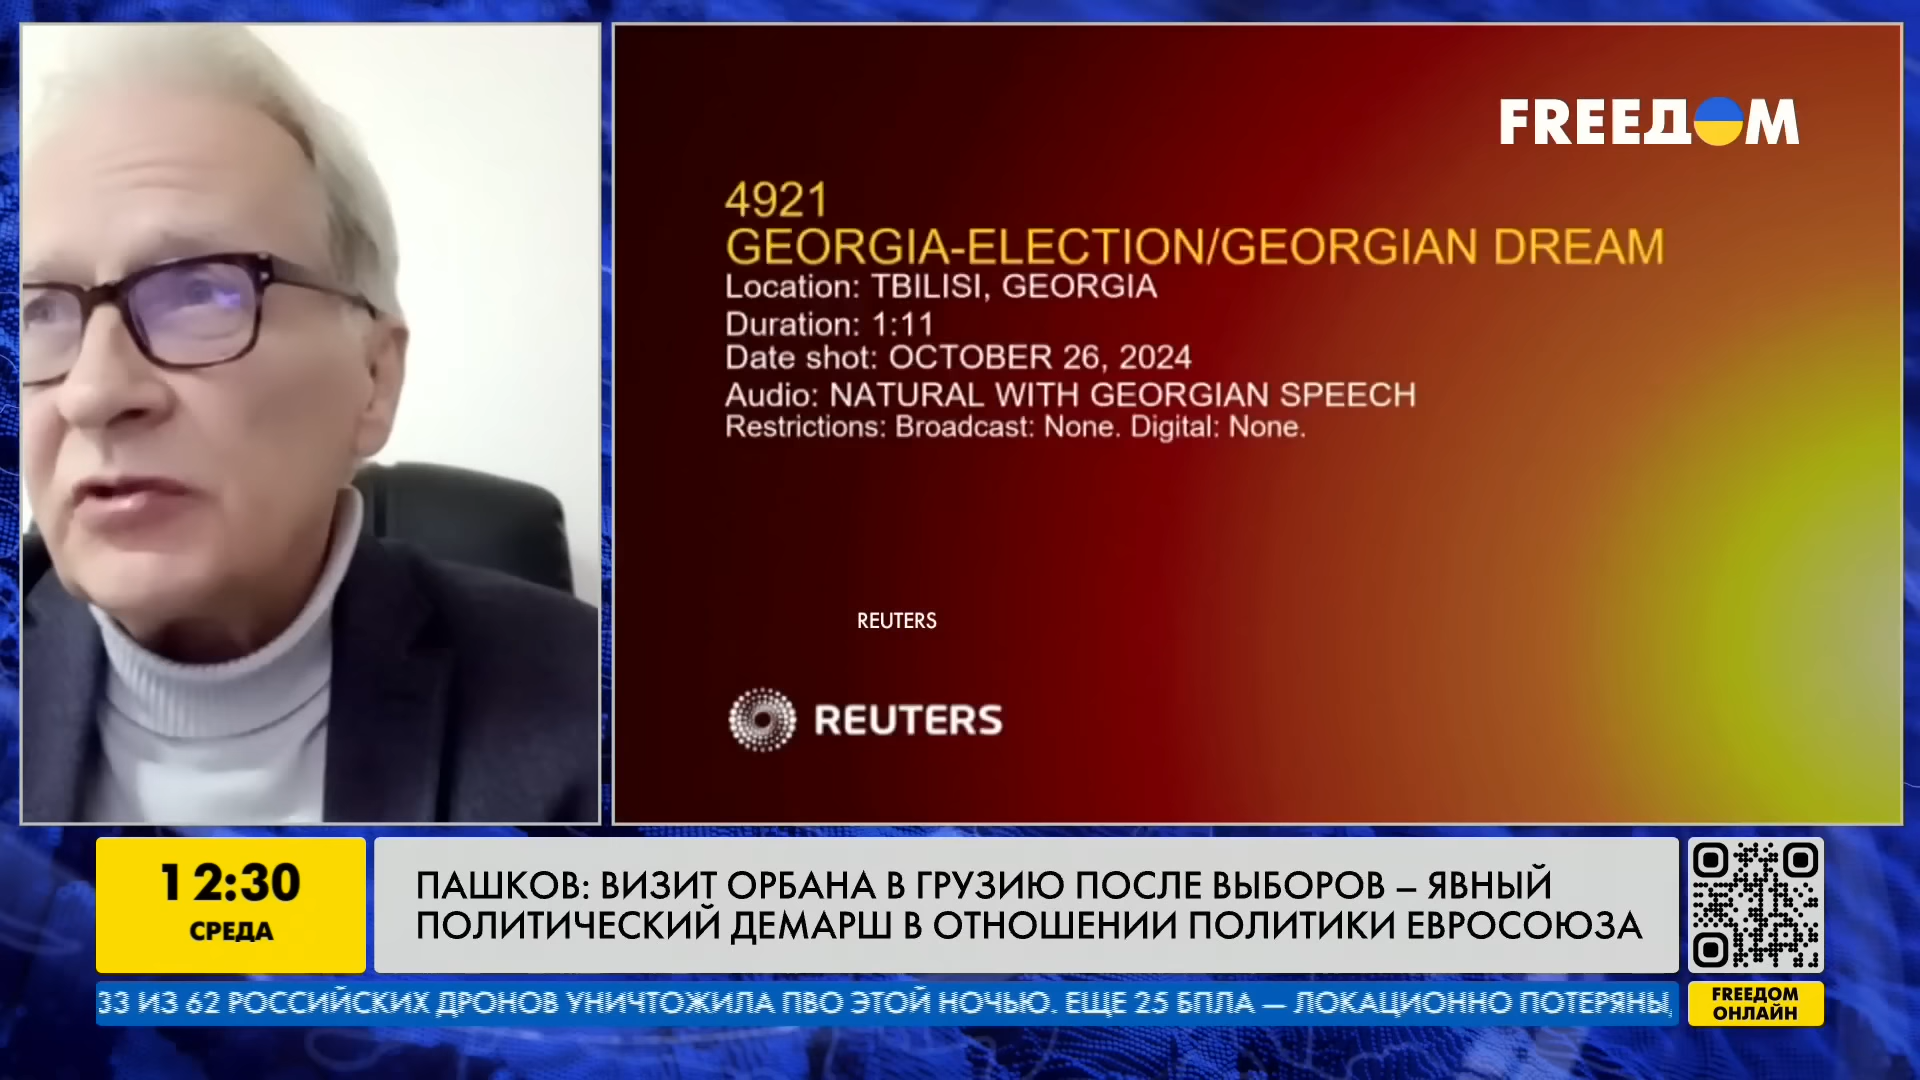 FREEДOM
4921
GEORGIA-ELECTION/GEORGIAN DREAM
Location: TBILISI, GEORGIA
Duration: 1:11
Date shot: OCTOBER 26, 2024
Audio: NATURAL WITH GEORGIAN SPEECH
Restrictions: Broadcast: None. Digital: None.
REUTERS
REUTERS
12:30
СРЕДА
ПАШКОВ: ВИЗИТ ОРБАНА В ГРУЗИЮ ПОСЛЕ ВЫБОРОВ – ЯВНЫЙ
ПОЛИТИЧЕСКИЙ ДЕМАРШ В ОТНОШЕНИИ ПОЛИТИКИ ЕВРОСОЮЗА
33 ИЗ 62 РОССИЙСКИХ ДРОНОВ УНИЧТОЖИЛА ПВО ЭТОЙ НОЧЬЮ. ЕЩЕ 25 БПЛА — ЛОКАЦИОННО ПОТЕРЯНЫ,
FREEДОМ
ОНЛАЙН